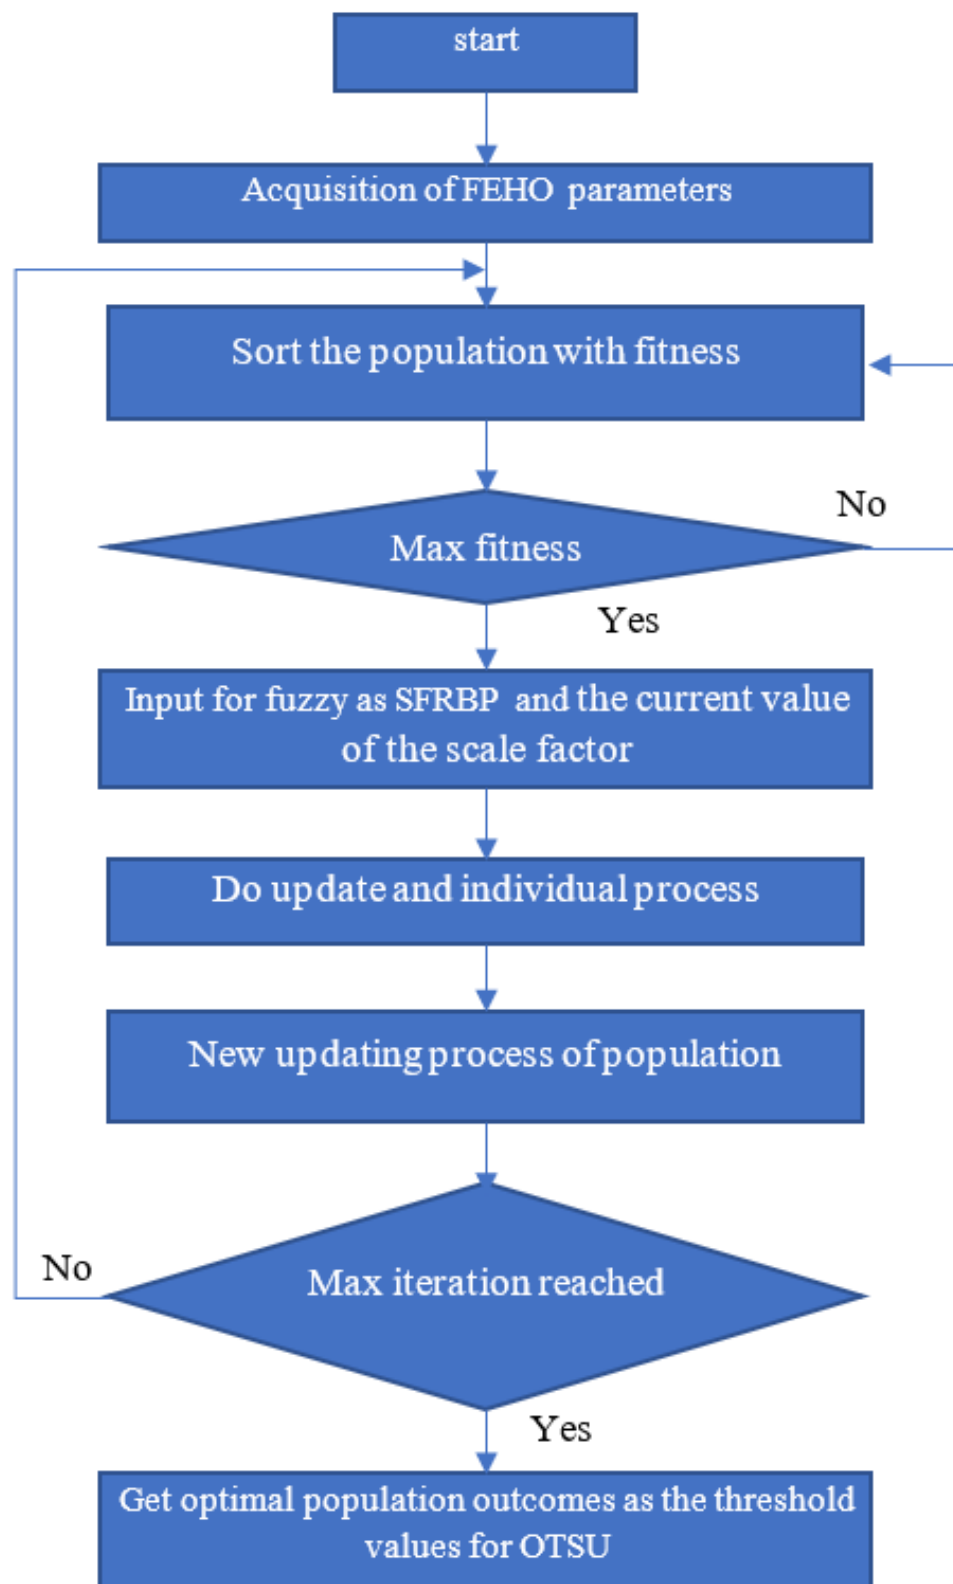 start
Acquisition of FEHO parameters
Sort the population with fitness
No
Max fitness
Yes
Input for fuzzy as SFRBP and the current value
of the scale factor
Do update and individual process
New updating process of population
No
Max iteration reached
Yes
Get optimal population outcomes as the threshold
values for OTSU